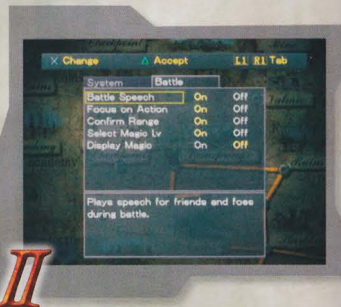 X Change △ Accept L1 R1 Tab
System Battle
Battle Speech On Off
Focus on Action On Off
Confirm Range On Off
Select Magic Lv On Off
Display Magic On Off
Plays speech for friends and foes
during battle.
II